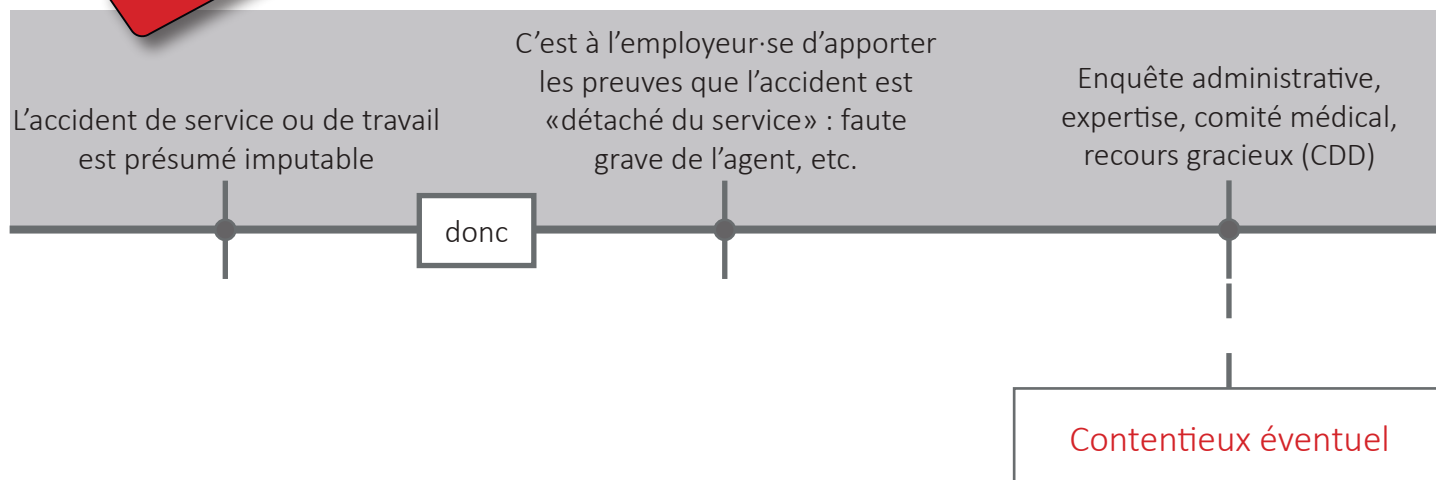 L’accident de service ou de travail
est présumé imputable
donc
C’est à l’employeur·se d’apporter
les preuves que l’accident est
«détaché du service» : faute
grave de l’agent, etc.
Enquête administrative,
expertise, comité médical,
recours gracieux (CDD)
Contentieux éventuel